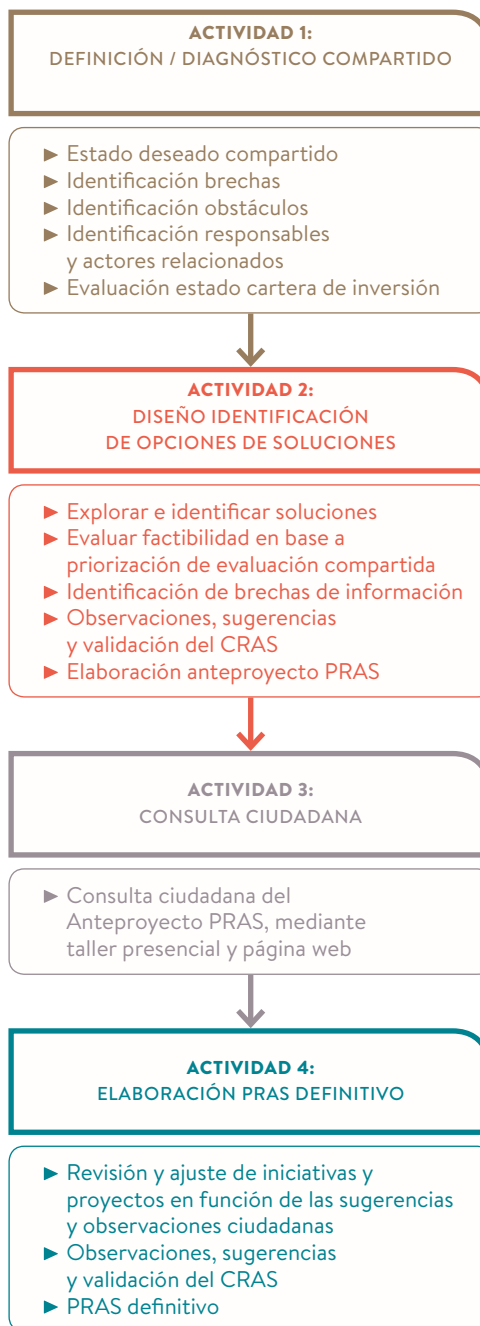 ACTIVIDAD 1:
DEFINICIÓN / DIAGNÓSTICO COMPARTIDO
► Estado deseado compartido
► Identificación brechas
► Identificación obstáculos
► Identificación responsables
y actores relacionados
► Evaluación estado cartera de inversión
ACTIVIDAD 2:
DISEÑO IDENTIFICACIÓN
DE OPCIONES DE SOLUCIONES
► Explorar e identificar soluciones
► Evaluar factibilidad en base a
priorización de evaluación compartida
► Identificación de brechas de información
► Observaciones, sugerencias
y validación del CRAS
► Elaboración anteproyecto PRAS
ACTIVIDAD 3:
CONSULTA CIUDADANA
► Consulta ciudadana del
Anteproyecto PRAS, mediante
taller presencial y página web
ACTIVIDAD 4:
ELABORACIÓN PRAS DEFINITIVO
► Revisión y ajuste de iniciativas y
proyectos en función de las sugerencias
y observaciones ciudadanas
► Observaciones, sugerencias
y validación del CRAS
► PRAS definitivo